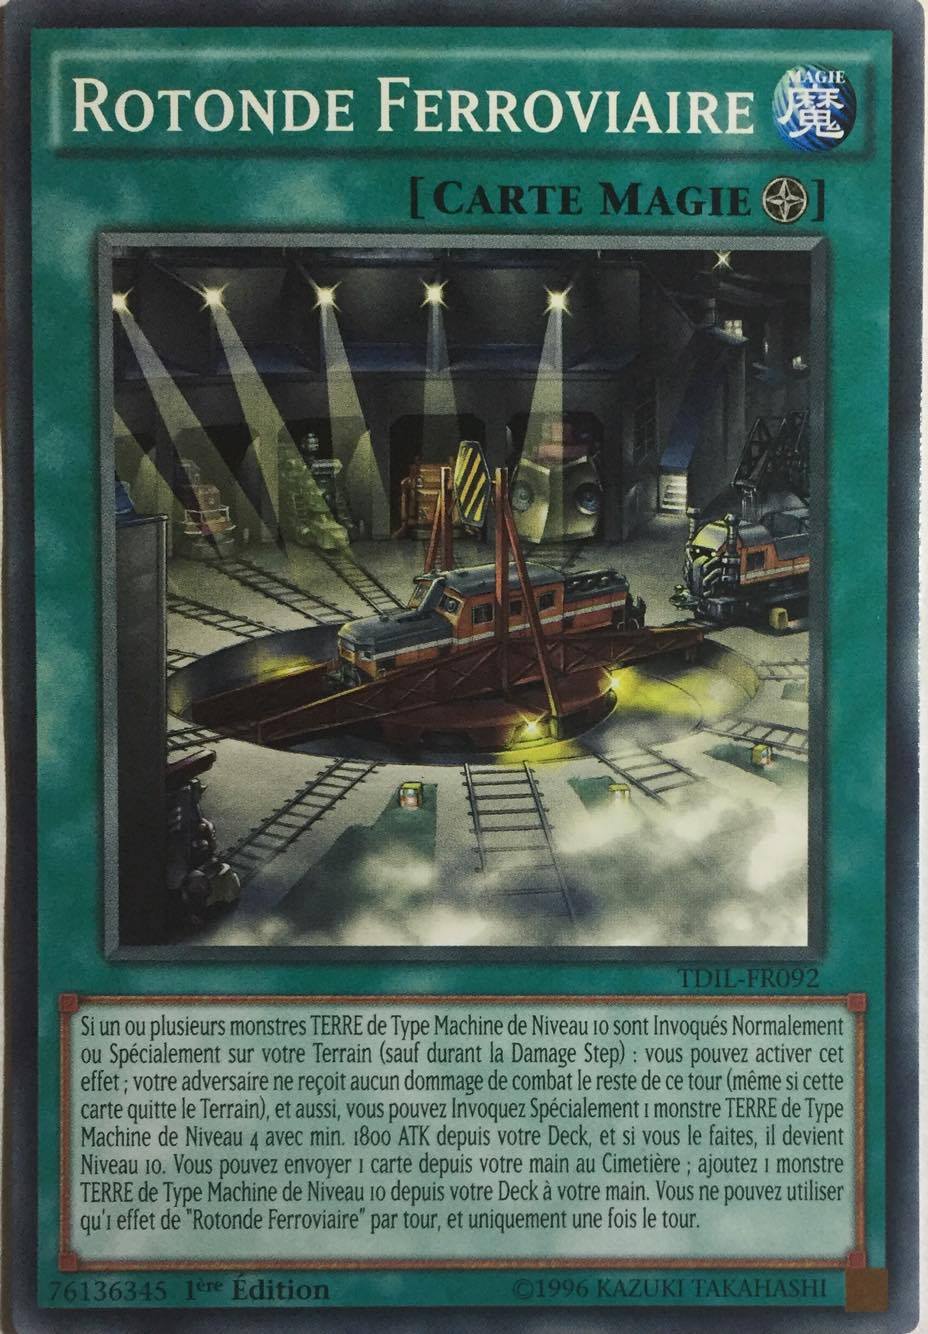 ROTONDE FERROVIAIRE
MAGIE
魔
[CARTE MAGIE]
TDIL-FR092
Si un ou plusieurs monstres TERRE de Type Machine de Niveau 10 sont Invoqués Normalement
ou Spécialement sur votre Terrain (sauf durant la Damage Step) : vous pouvez activer cet
effet ; votre adversaire ne reçoit aucun dommage de combat le reste de ce tour (même si cette
carte quitte le Terrain), et aussi, vous pouvez Invoquez Spécialement 1 monstre TERRE de Type
Machine de Niveau 4 avec min. 1800 ATK depuis votre Deck, et si vous le faites, il devient
Niveau 10. Vous pouvez envoyer 1 carte depuis votre main au Cimetière ; ajoutez 1 monstre
TERRE de Type Machine de Niveau 10 depuis votre Deck à votre main. Vous ne pouvez utiliser
qu'1 effet de "Rotonde Ferroviaire" par tour, et uniquement une fois le tour.
76136345 1ère Édition
©1996 KAZUKI TAKAHASHI